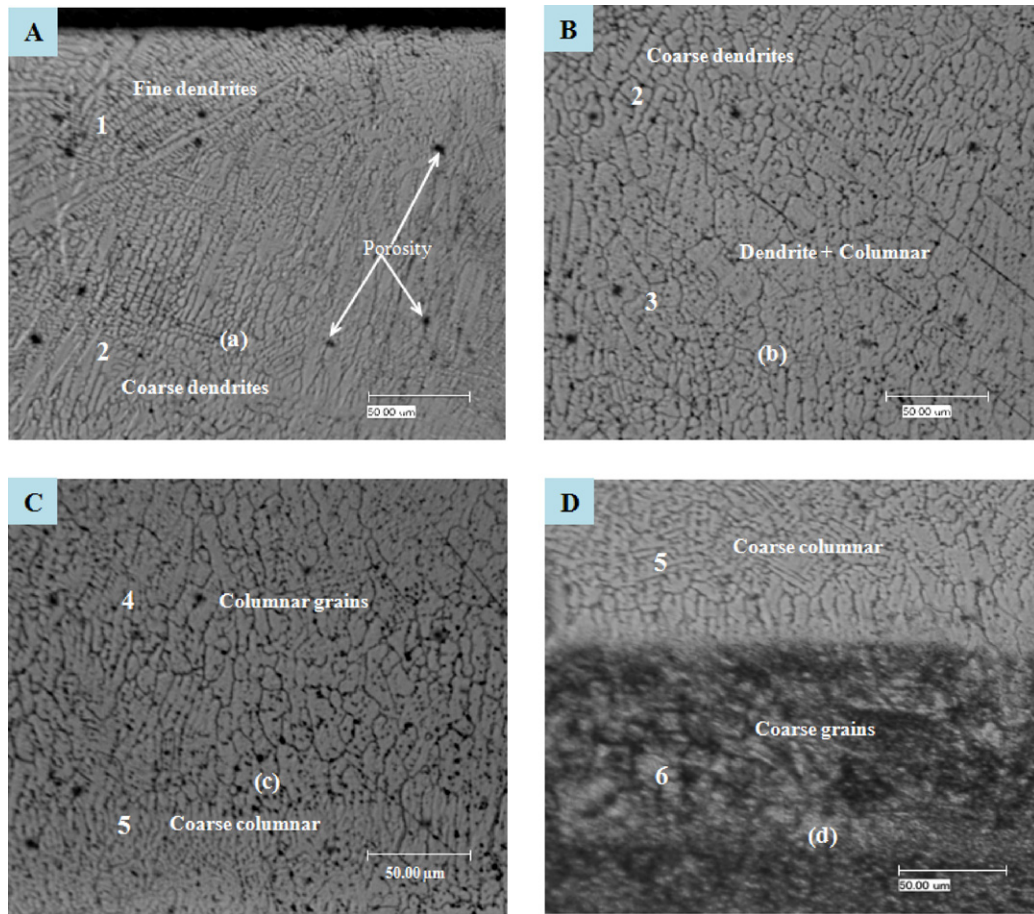 A
Fine dendrites
1
Porosity
(a)
2
Coarse dendrites
50.00 um
B
Coarse dendrites
2
Dendrite + Columnar
3
(b)
50.00 um
C
4
Columnar grains
(c)
5
Coarse columnar
50.00 µm
D
Coarse columnar
5
Coarse grains
6
(d)
50.00 um